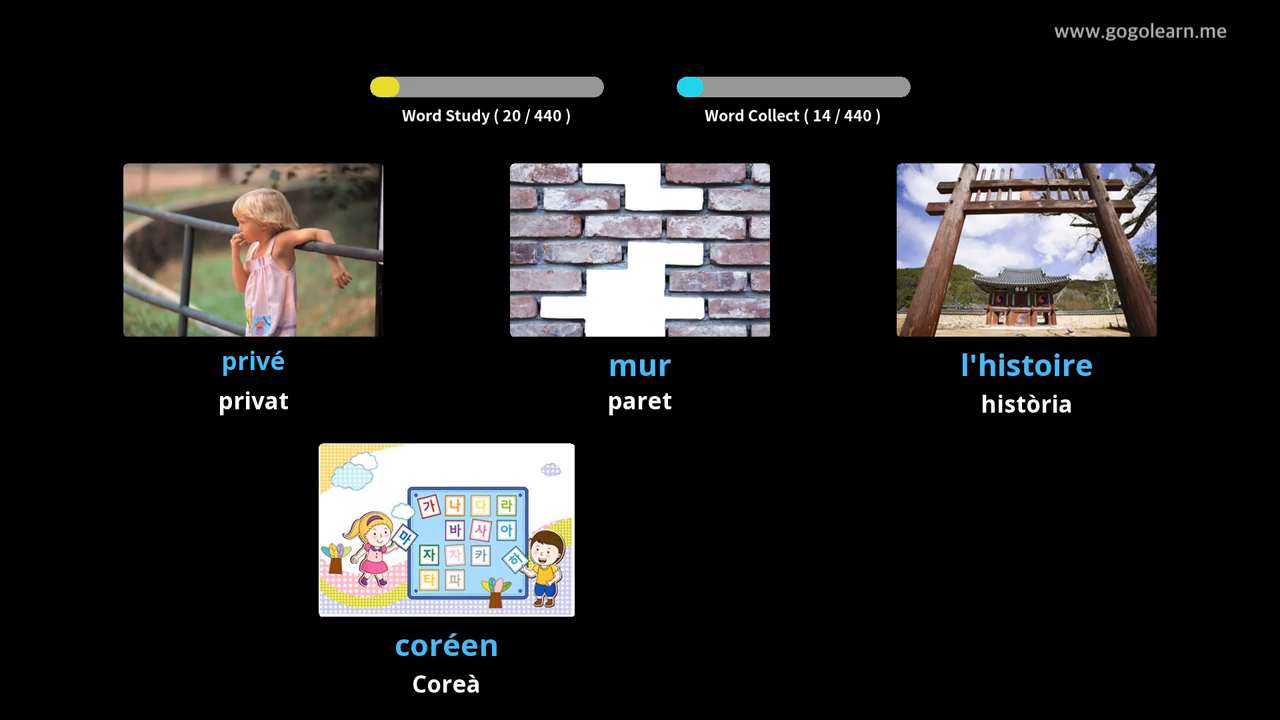 www.gogolearn.me
Word Study ( 20 / 440 )
Word Collect ( 14 / 440 )
privé
privat
mur
paret
l'histoire
història
가 나 다 라
마 바 사 아
자 차 카 하
타 파
coréen
Coreà